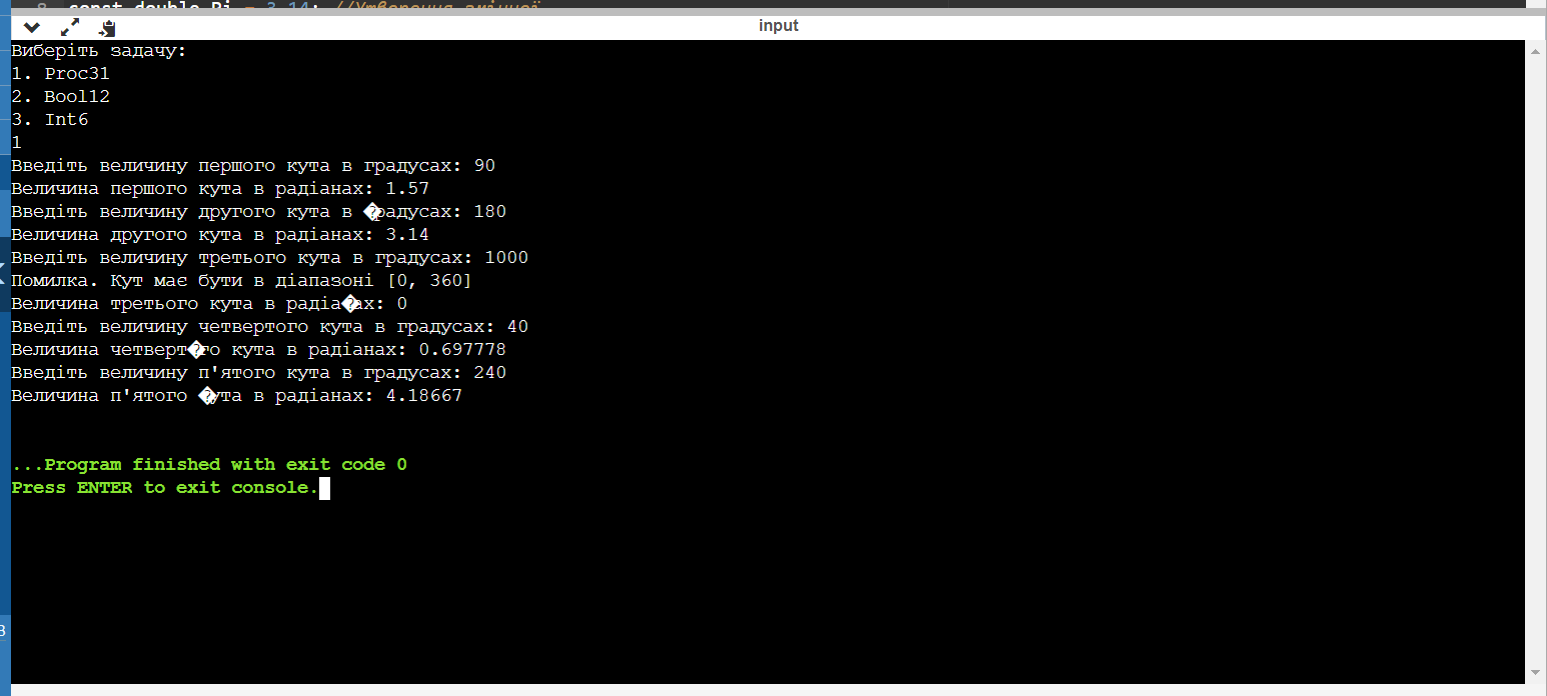 8 const double Pi = 3.14; //Утворення змінної
input
Виберіть задачу:
1. Proc31
2. Bool12
3. Int6
1
Введіть величину першого кута в градусах: 90
Величина першого кута в радіанах: 1.57
Введіть величину другого кута в �радусах: 180
Величина другого кута в радіанах: 3.14
Введіть величину третього кута в градусах: 1000
Помилка. Кут має бути в діапазоні [0, 360]
Величина третього кута в радіа�ах: 0
Введіть величину четвертого кута в градусах: 40
Величина четверт�го кута в радіанах: 0.697778
Введіть величину п'ятого кута в градусах: 240
Величина п'ятого �ута в радіанах: 4.18667
...Program finished with exit code 0
Press ENTER to exit console.